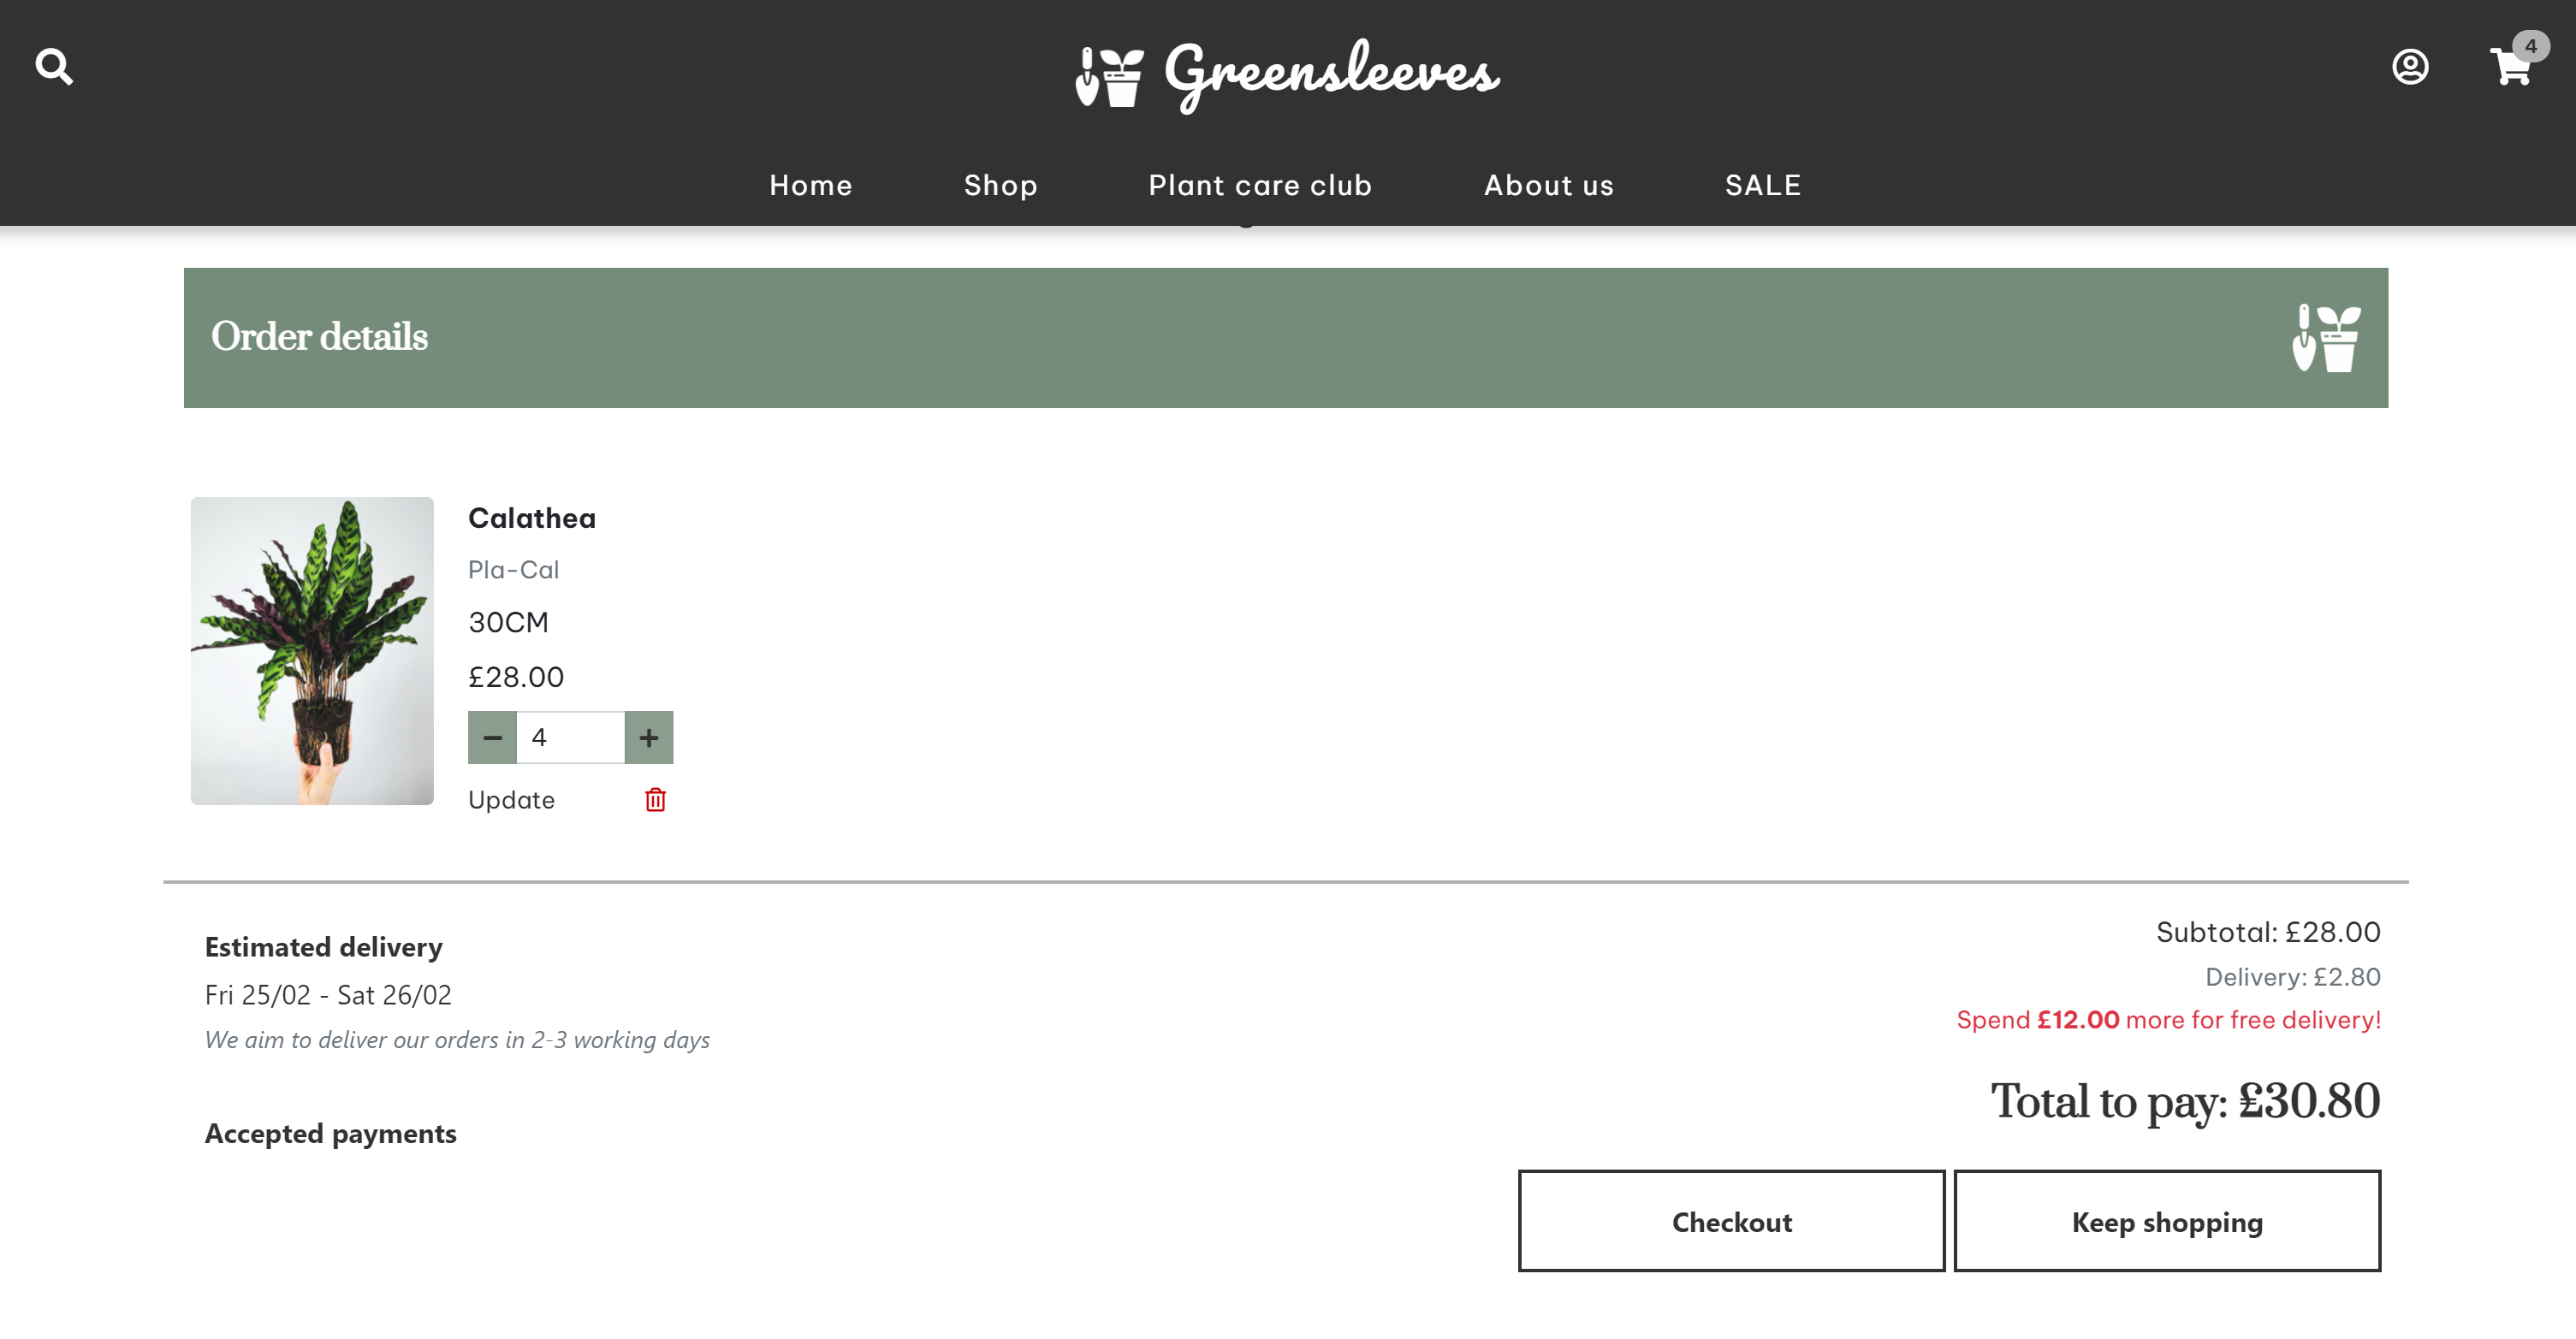 4
Greensleeves
Home Shop Plant care club About us SALE
Order details
Calathea
Pla-Cal
30CM
£28.00
4
Update
Estimated delivery
Fri 25/02 - Sat 26/02
We aim to deliver our orders in 2-3 working days
Accepted payments
Subtotal: £28.00
Delivery: £2.80
Spend £12.00 more for free delivery!
Total to pay: £30.80
Checkout
Keep shopping